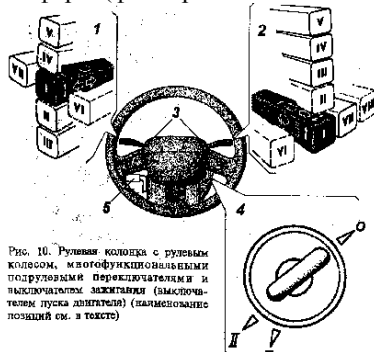 1
2
V
IV
VII
I
VI
II
III
V
IV
III
II
I
VII
VIII
VI
3
5
4
Рис. 10. Рулевая колонка с рулевым
колесом, многофункциональными
подрулевыми переключателями и
выключателем зажигания (выключа-
телем пуска двигателя) (наименование
позиций см. в тексте)
O
II
I